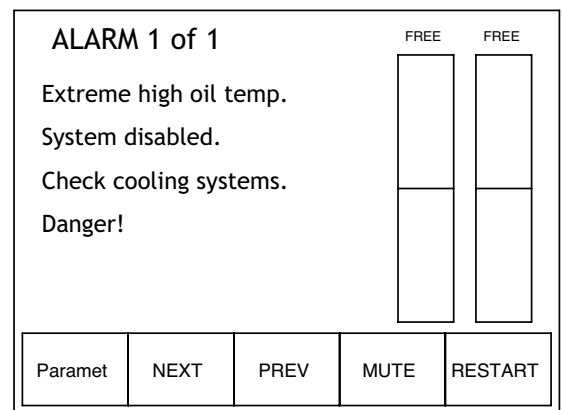 ALARM 1 of 1
FREE FREE
Extreme high oil temp.
System disabled.
Check cooling systems.
Danger!
Paramet NEXT PREV MUTE RESTART